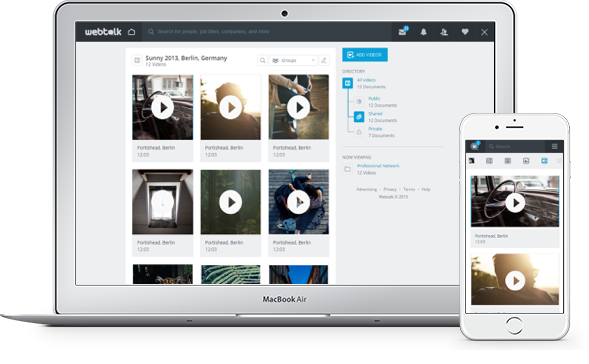 webtalk
Search for people, job titles, companies, and more
Sunny 2013, Berlin, Germany
12 Videos
Groups
ADD VIDEOS
DIRECTORY
All videos
13 Documents
Public
12 Documents
Shared
12 Documents
Private
7 Documents
NOW VIEWING
Professional Network
12 Videos
Advertising Privacy Terms Help
Webtalk © 2013
Portishead, Berlin
12:03
Portishead, Berlin
12:03
Portishead, Berlin
12:03
Portishead, Berlin
12:03
Portishead, Berlin
12:03
Portishead, Berlin
12:03
MacBook Air
Search
Portishead, Berlin
12:03